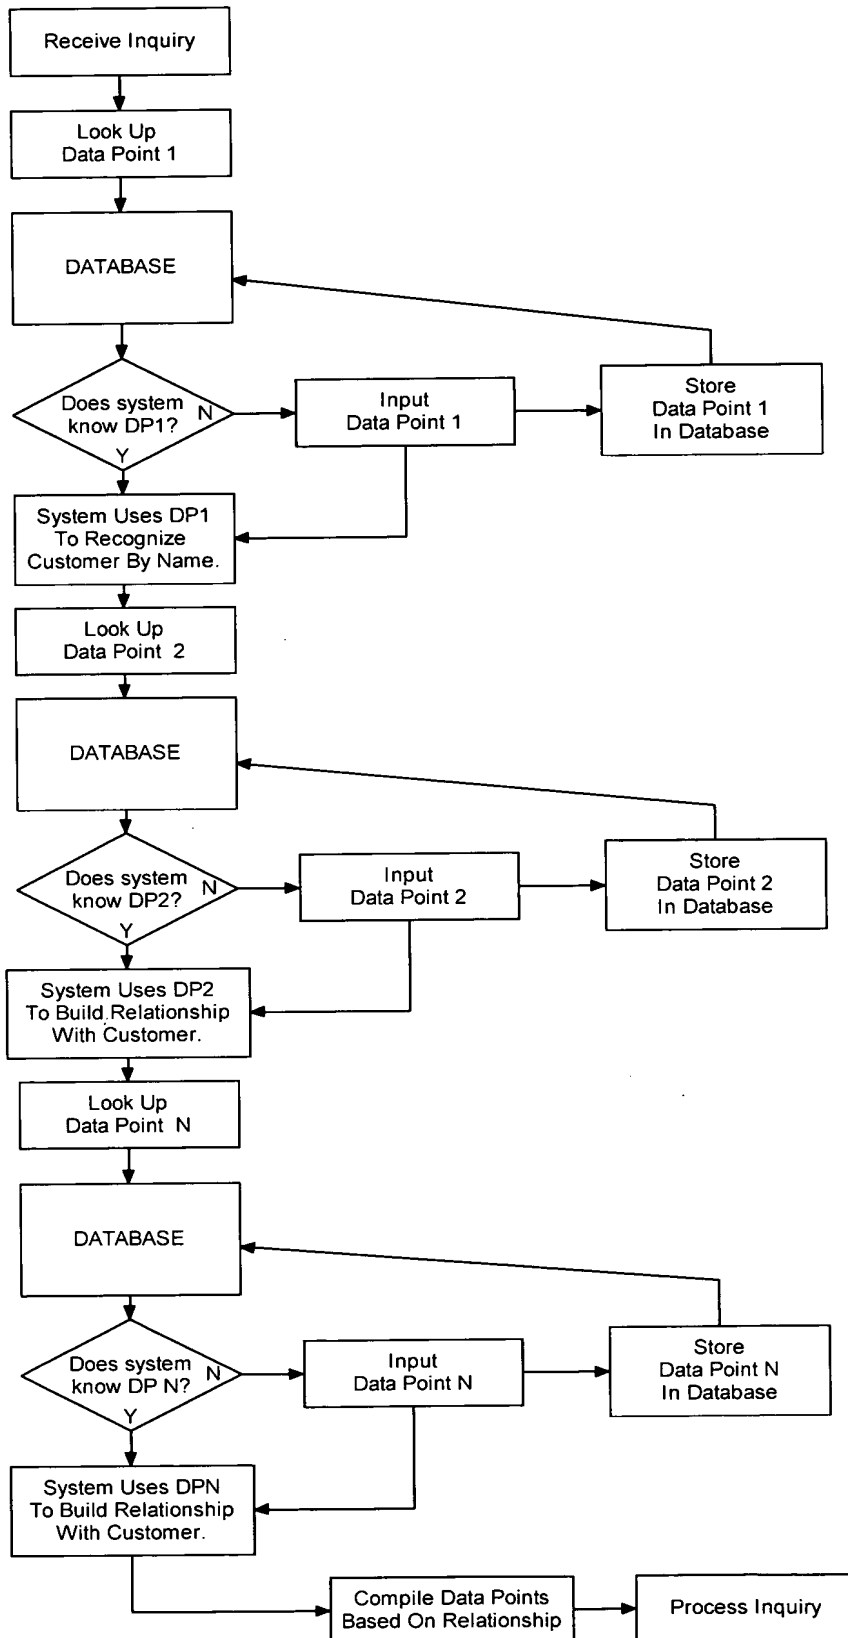 Receive Inquiry
Look Up
Data Point 1
DATABASE
Does system
know DP1?
N
Y
Input
Data Point 1
Store
Data Point 1
In Database
System Uses DP1
To Recognize
Customer By Name.
Look Up
Data Point 2
DATABASE
Does system
know DP2?
N
Y
Input
Data Point 2
Store
Data Point 2
In Database
System Uses DP2
To Build Relationship
With Customer.
Look Up
Data Point N
DATABASE
Does system
know DP N?
N
Y
Input
Data Point N
Store
Data Point N
In Database
System Uses DPN
To Build Relationship
With Customer.
Compile Data Points
Based On Relationship
Process Inquiry